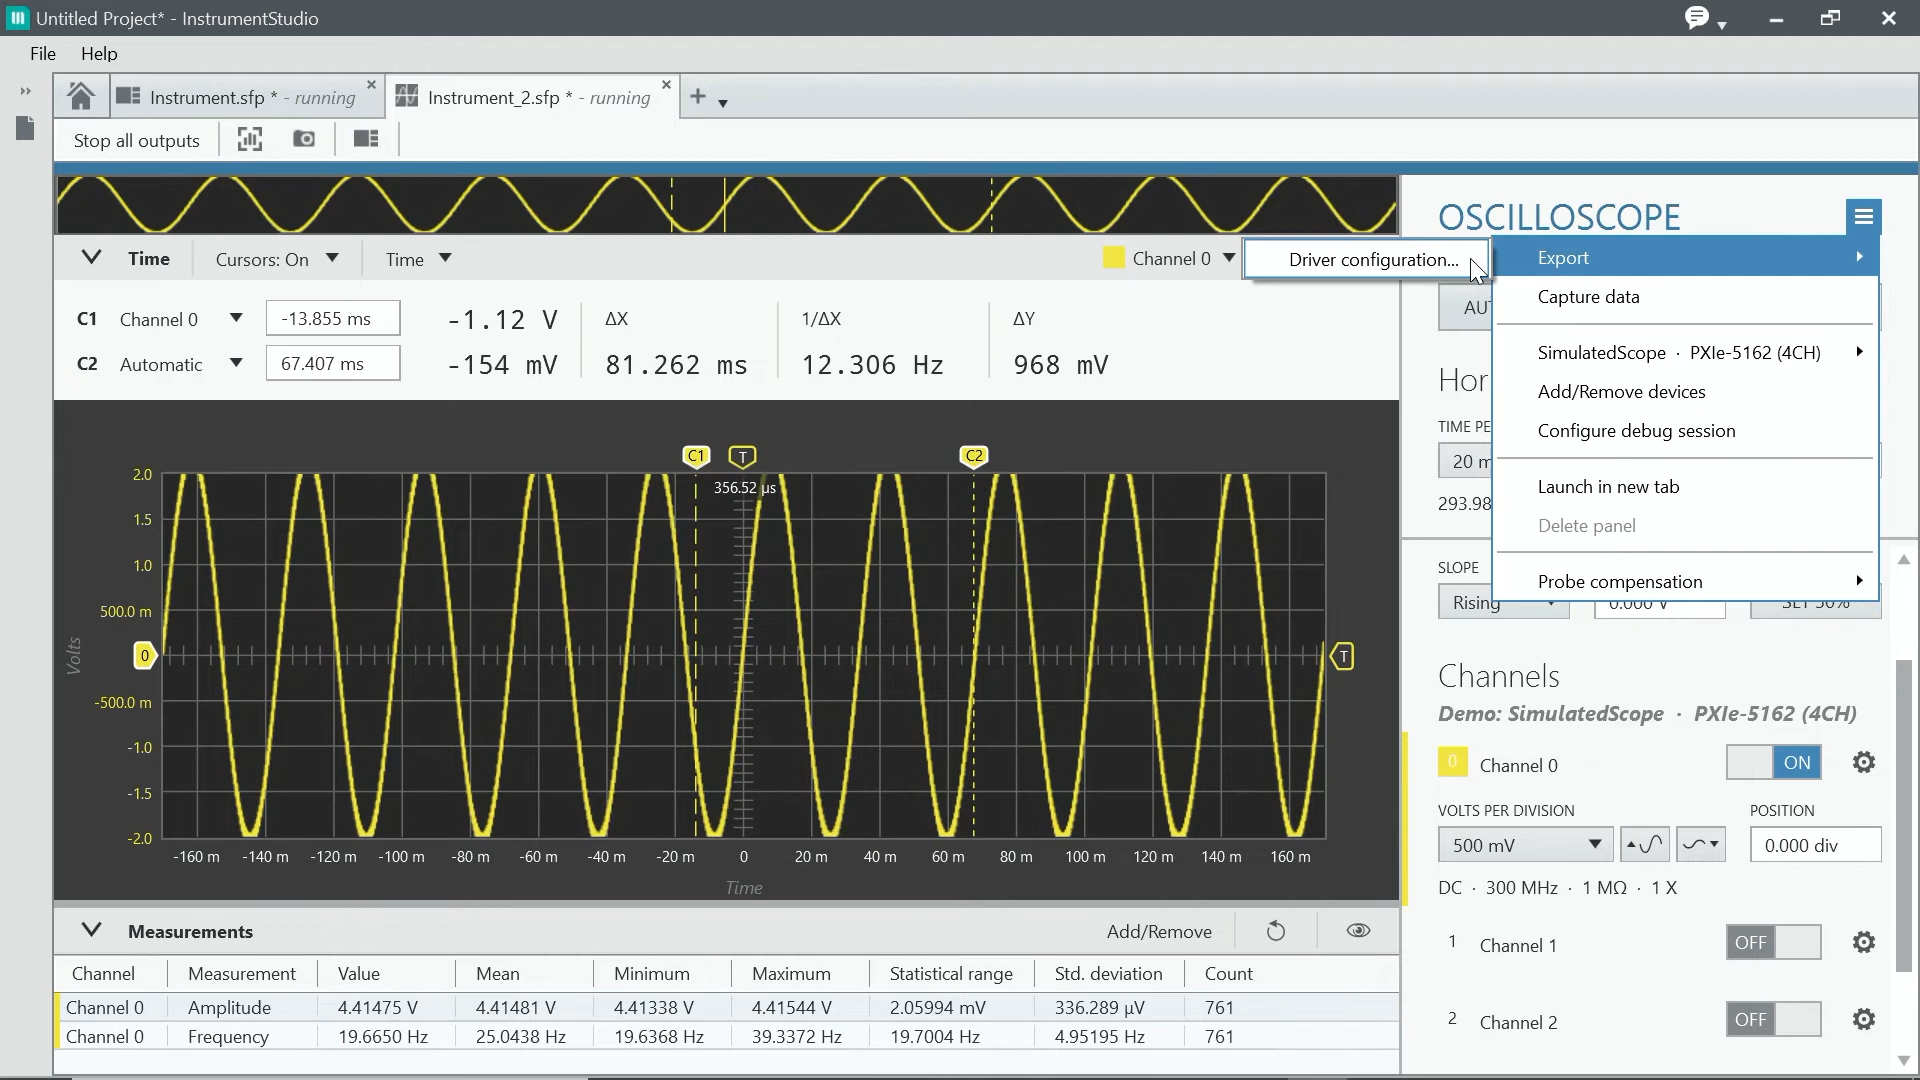 Untitled Project* - InstrumentStudio
File Help
Instrument.sfp * - running
Instrument_2.sfp * - running
Stop all outputs
Time
Cursors: On
Time
Channel 0
C1 Channel 0 -13.855 ms -1.12 V
C2 Automatic 67.407 ms -154 mV
ΔX
81.262 ms
1/ΔX
12.306 Hz
ΔY
968 mV
C1
T
C2
356.52 µs
2.0
1.5
1.0
500.0 m
0
-500.0 m
-1.0
-1.5
-2.0
Volts
T
-160 m -140 m -120 m -100 m -80 m -60 m -40 m -20 m 0 20 m 40 m 60 m 80 m 100 m 120 m 140 m 160 m
Time
Measurements
Add/Remove
Channel Measurement Value Mean Minimum Maximum Statistical range Std. deviation Count
Channel 0 Amplitude 4.41475 V 4.41481 V 4.41338 V 4.41544 V 2.05994 mV 336.289 µV 761
Channel 0 Frequency 19.6650 Hz 25.0438 Hz 19.6368 Hz 39.3372 Hz 19.7004 Hz 4.95195 Hz 761
OSCILLOSCOPE
Driver configuration...
Export
Capture data
SimulatedScope · PXIe-5162 (4CH)
Add/Remove devices
Configure debug session
Launch in new tab
Delete panel
Probe compensation
AU
Hor
TIME PE
20 m
293.98
SLOPE
Rising 0.000 V SET 50%
Channels
Demo: SimulatedScope · PXIe-5162 (4CH)
0 Channel 0 ON
VOLTS PER DIVISION POSITION
500 mV 0.000 div
DC · 300 MHz · 1 MΩ · 1 X
1 Channel 1 OFF
2 Channel 2 OFF